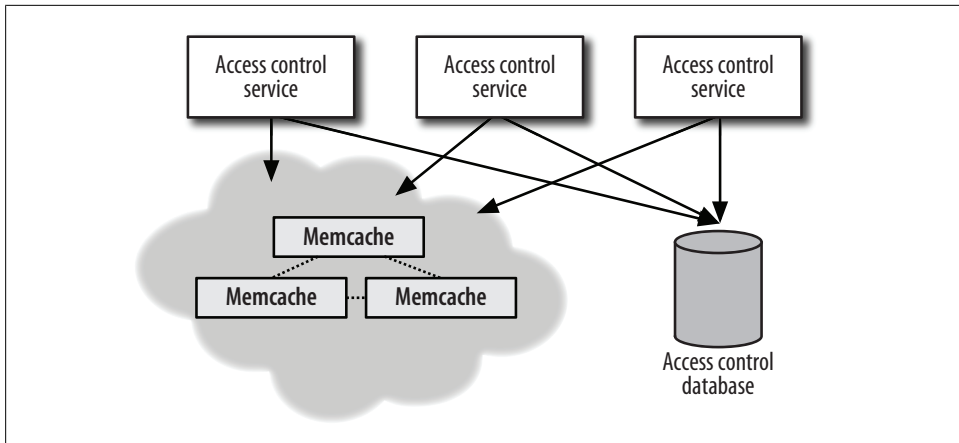 Access control
service
Access control
service
Access control
service
Memcache
Memcache
Memcache
Access control
database